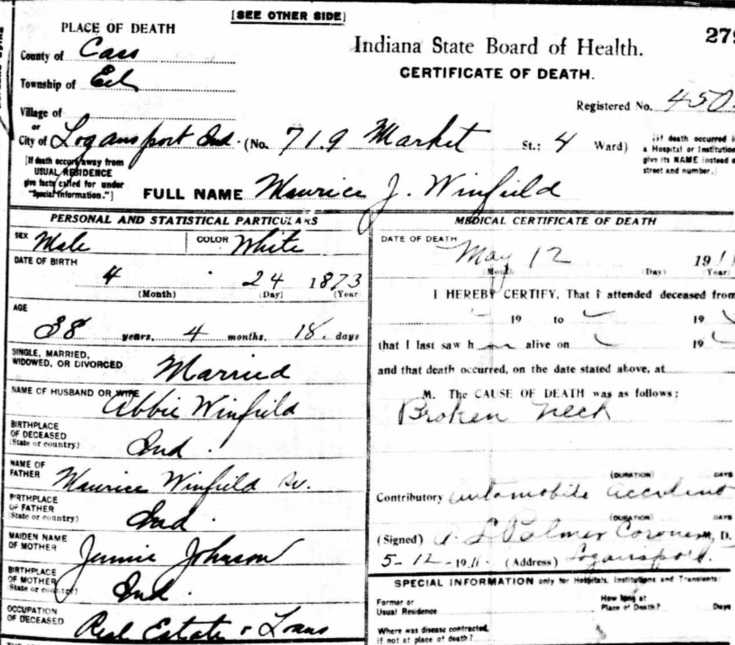 [SEE OTHER SIDE]
PLACE OF DEATH
279
County of Cass
Indiana State Board of Health.
CERTIFICATE OF DEATH.
Township of Eel
Registered No. 450
Village of
or
City of Logansport Ind. (No. 719 Market St.: 4 Ward)
[If death occurred in a Hospital or Institution give its NAME instead of street and number.]
[If death occurs away from USUAL RESIDENCE give facts called for under "Special Information."]
FULL NAME Maurice J. Winfield
PERSONAL AND STATISTICAL PARTICULARS
SEX Male COLOR White
DATE OF BIRTH
4 24 1873
(Month) (Day) (Year)
AGE
38 years, 4 months, 18 days
SINGLE, MARRIED,
WIDOWED, OR DIVORCED Married
NAME OF HUSBAND OR WIFE
Abbie Winfield
BIRTHPLACE
OF DECEASED
(State or country) Ind.
NAME OF
FATHER Maurice Winfield Sr.
BIRTHPLACE
OF FATHER
(State or country) Ind.
MAIDEN NAME
OF MOTHER Jennie Johnson
BIRTHPLACE
OF MOTHER
(State or country) Ind.
OCCUPATION
OF DECEASED Real Estate & Loans
MEDICAL CERTIFICATE OF DEATH
DATE OF DEATH
May 12 1911
(Month) (Day) (Year)
I HEREBY CERTIFY, That I attended deceased from
19 to 19
that I last saw h alive on 19
and that death occurred, on the date stated above, at
M. The CAUSE OF DEATH was as follows:
Broken Neck
(DURATION) DAYS
Contributory Automobile Accident
(DURATION) DAYS
(Signed) A L Palmer Coroner M, D.
5-12-1911. (Address) Logansport.
SPECIAL INFORMATION only for Hospitals, Institutions and Transients:
Former or
Usual Residence
How long at
Place of Death? Days
Where was disease contracted,
if not at place of death?